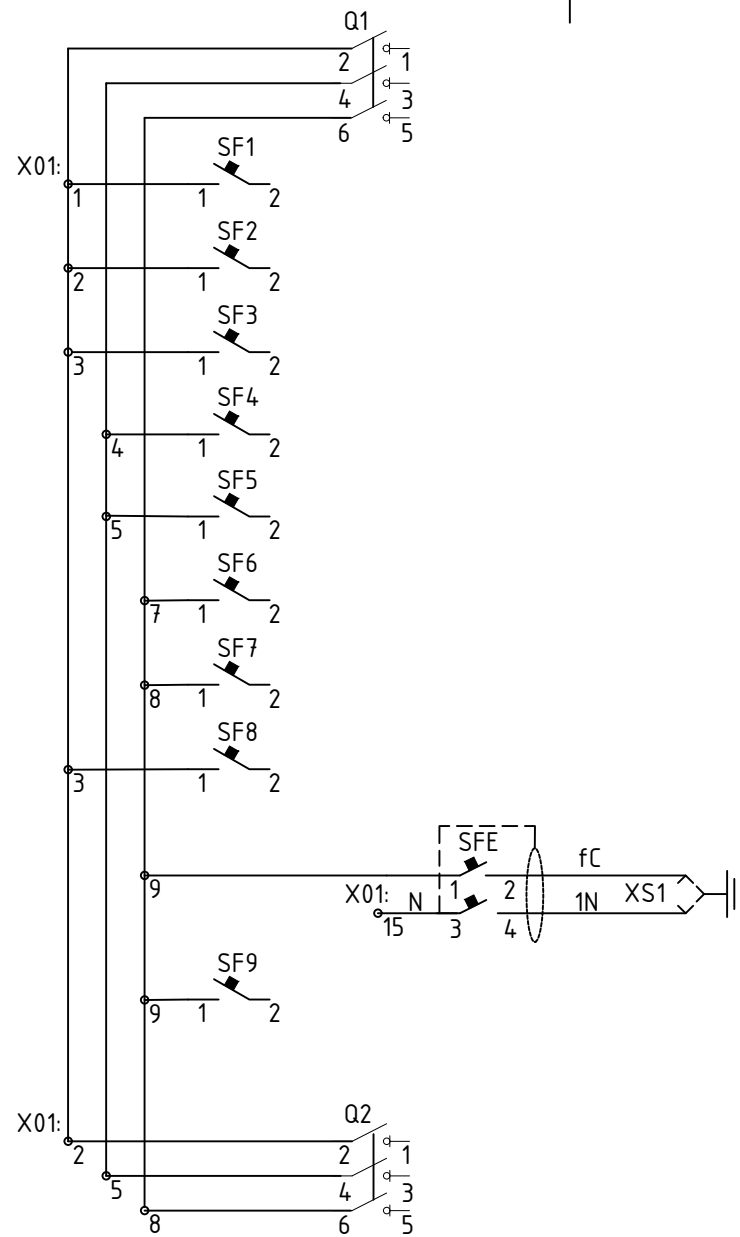 Q1
2 1
4 3
6 5
X01: SF1
1 1 2
SF2
2 1 2
SF3
3 1 2
SF4
4 1 2
SF5
5 1 2
SF6
7 1 2
SF7
8 1 2
SF8
3 1 2
SFE fC
9 1 2
X01: N 1N XS1
15 3 4
SF9
9 1 2
X01: Q2
2 2 1
5 4 3
8 6 5